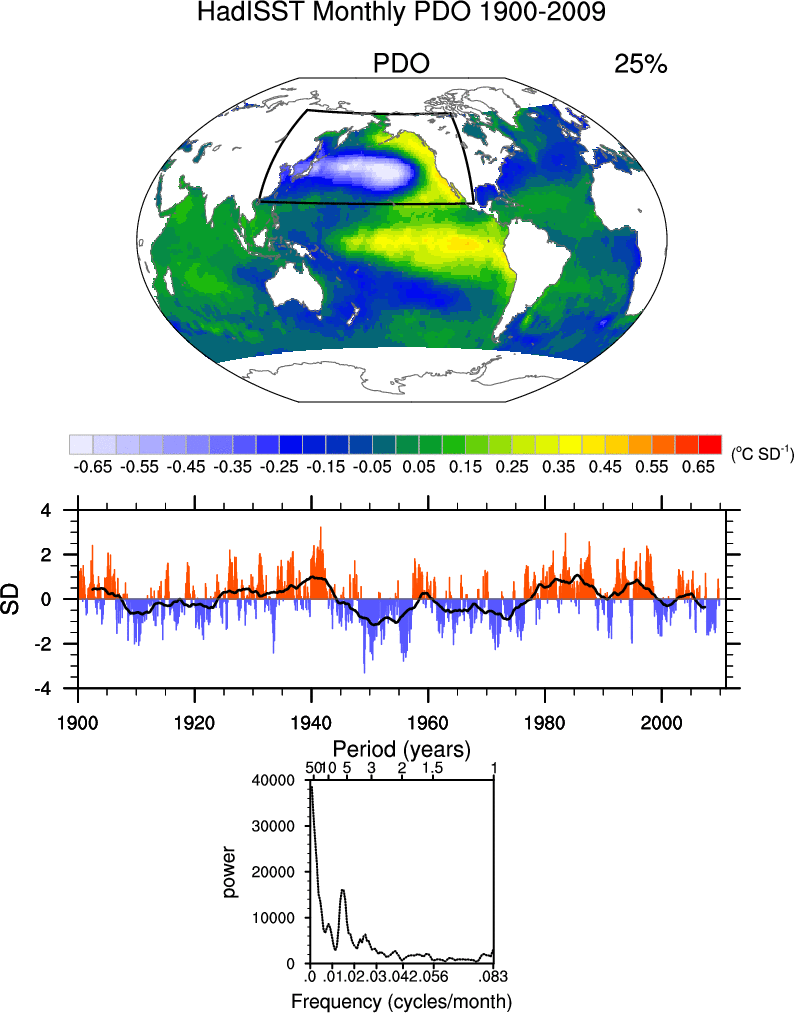 HadISST Monthly PDO 1900-2009
PDO
25%
-0.65 -0.55 -0.45 -0.35 -0.25 -0.15 -0.05 0.05 0.15 0.25 0.35 0.45 0.55 0.65
(°C SD⁻¹)
4
2
0
-2
-4
SD
1900 1920 1940 1960 1980 2000
Period (years)
50 10 5 3 2 1.5 1
40000
30000
20000
10000
0
power
.0 .01 .02 .03 .042 .056 .083
Frequency (cycles/month)